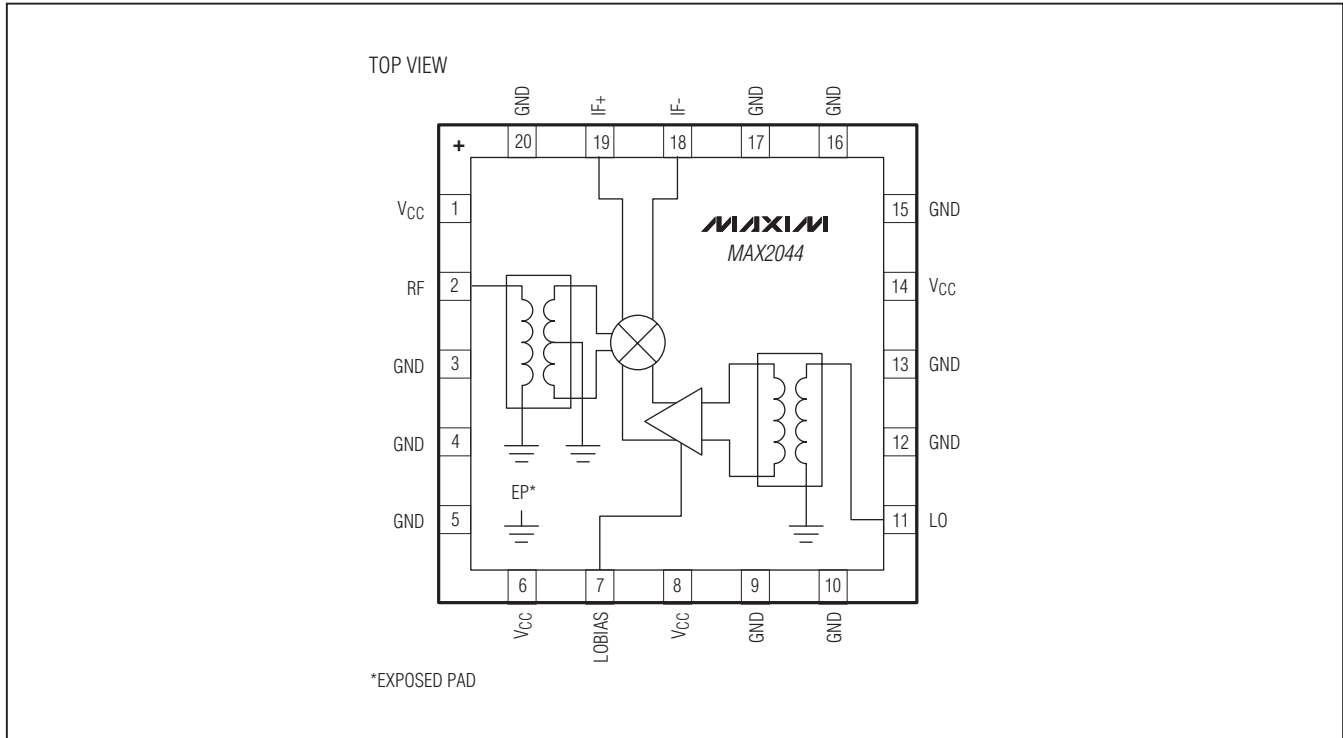 TOP VIEW
GND
IF+
IF-
GND
GND
+
20
19
18
17
16
VCC
1
MAXIM
MAX2044
15
GND
RF
2
14
VCC
GND
3
13
GND
GND
4
12
GND
EP*
GND
5
11
LO
6
7
8
9
10
VCC
LOBIAS
VCC
GND
GND
*EXPOSED PAD